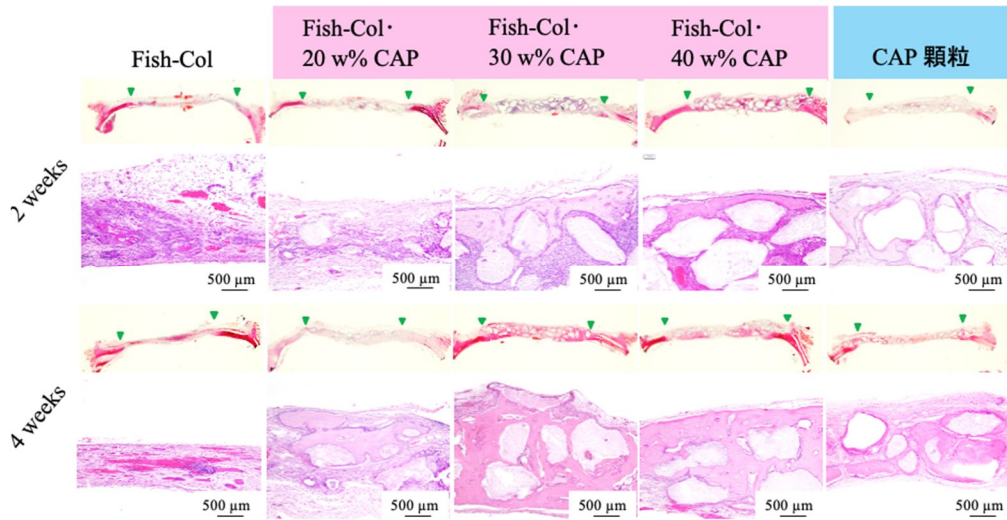 Fish-Col
Fish-Col·
20 w% CAP
Fish-Col·
30 w% CAP
Fish-Col·
40 w% CAP
CAP 顆粒
2 weeks
500 µm
500 µm
500 µm
500 µm
500 µm
4 weeks
500 µm
500 µm
500 µm
500 µm
500 µm